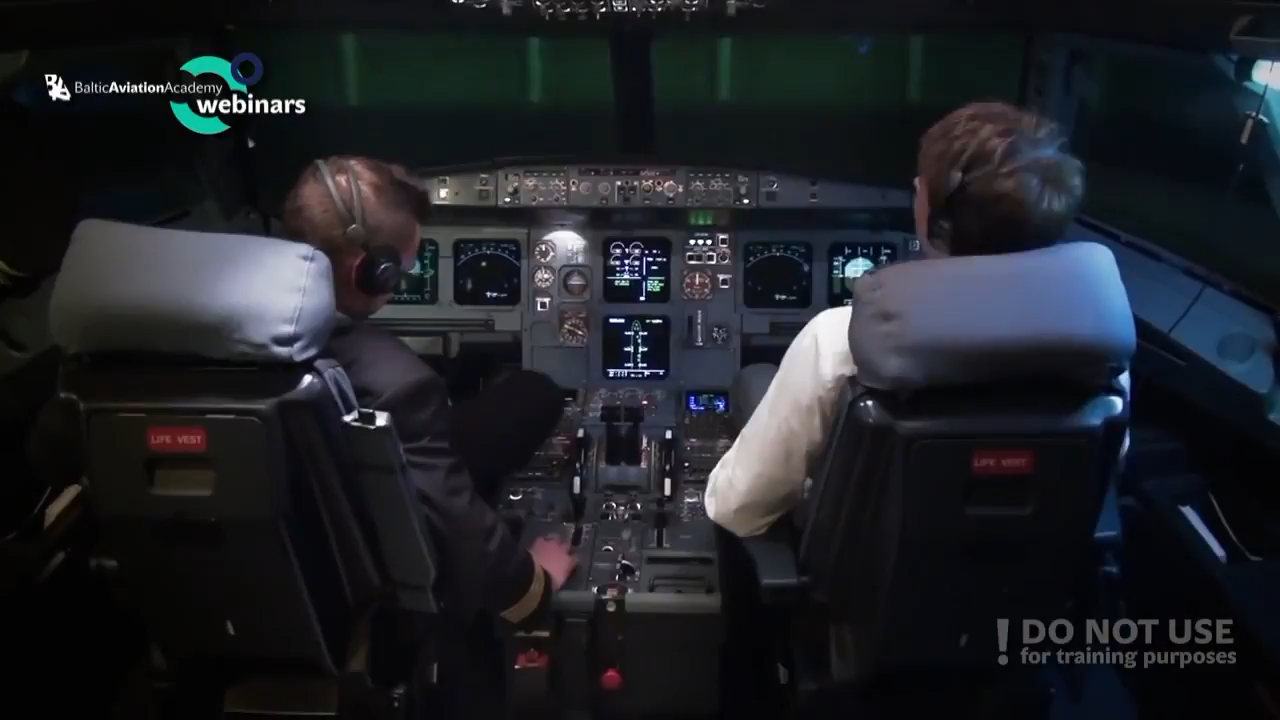 BalticAviationAcademy
webinars
LIFE VEST
LIFE VEST
! DO NOT USE
for training purposes